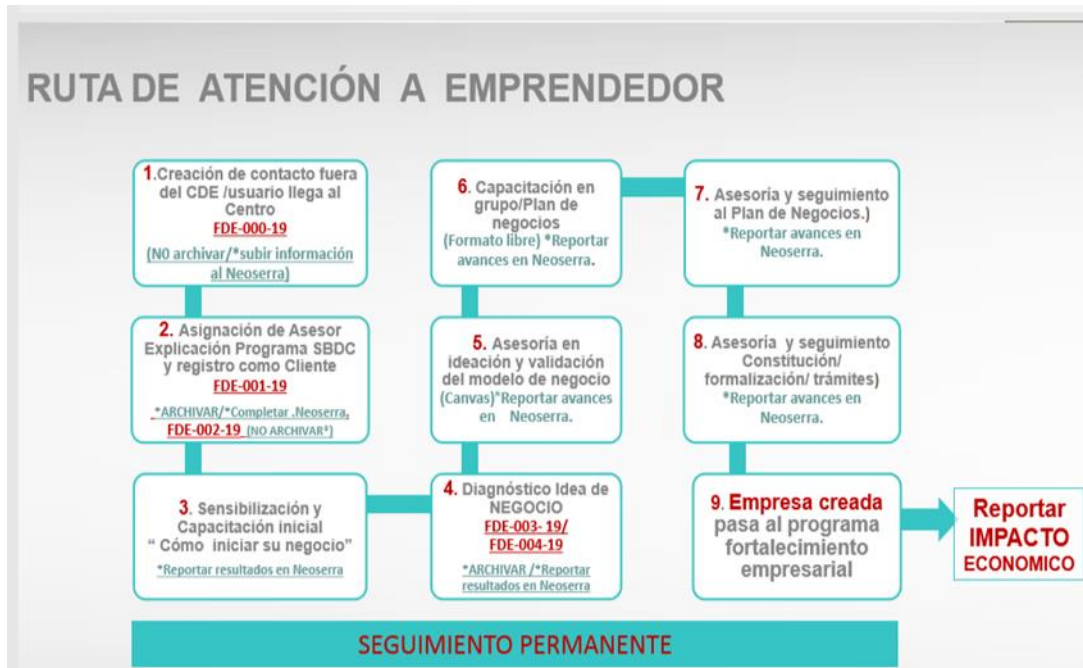 RUTA DE ATENCIÓN A EMPRENDEDOR
1.Creación de contacto fuera
del CDE /usuario llega al
Centro
FDE-000-19
(NO archivar/*subir información
al Neoserra)
2. Asignación de Asesor
Explicación Programa SBDC
y registro como Cliente
FDE-001-19
*ARCHIVAR/*Completar .Neoserra,
FDE-002-19 (NO ARCHIVAR*)
3. Sensibilización y
Capacitación inicial
“ Cómo iniciar su negocio”
*Reportar resultados en Neoserra
4. Diagnóstico Idea de
NEGOCIO
FDE-003- 19/
FDE-004-19
*ARCHIVAR /*Reportar
resultados en Neoserra
5. Asesoría en
ideación y validación
del modelo de negocio
(Canvas)*Reportar avances
en Neoserra.
6. Capacitación en
grupo/Plan de
negocios
(Formato libre) *Reportar
avances en Neoserra.
7. Asesoría y seguimiento
al Plan de Negocios.)
*Reportar avances en
Neoserra.
8. Asesoría y seguimiento
Constitución/
formalización/ trámites)
*Reportar avances en
Neoserra.
9. Empresa creada
pasa al programa
fortalecimiento
empresarial
Reportar
IMPACTO
ECONOMICO
SEGUIMIENTO PERMANENTE